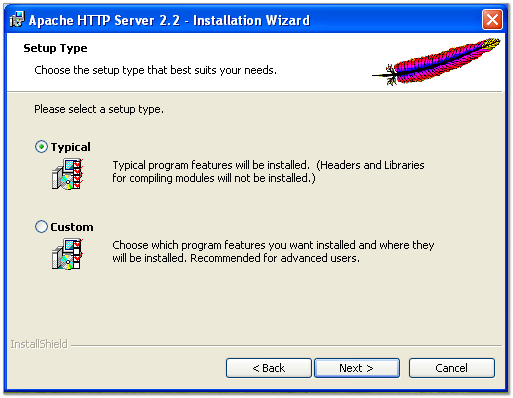 Apache HTTP Server 2.2 - Installation Wizard
Setup Type
Choose the setup type that best suits your needs.
Please select a setup type.
Typical
Typical program features will be installed. (Headers and Libraries
for compiling modules will not be installed.)
Custom
Choose which program features you want installed and where they
will be installed. Recommended for advanced users.
InstallShield
< Back
Next >
Cancel